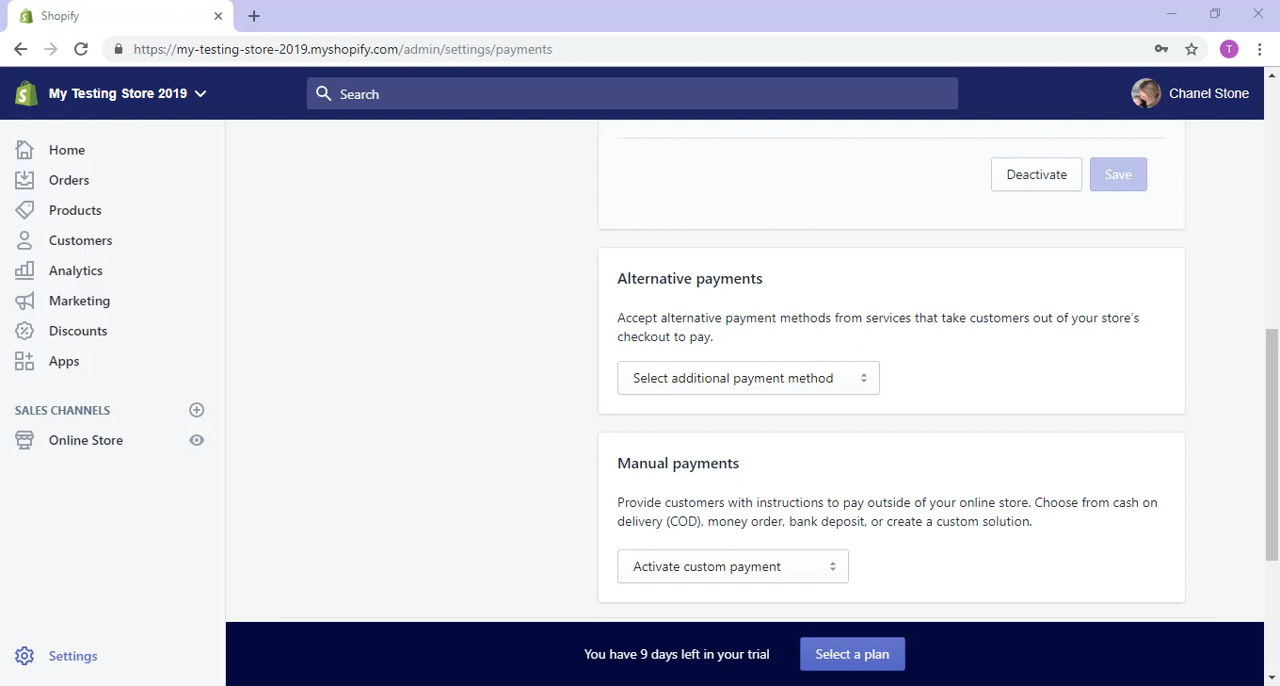 Shopify
https://my-testing-store-2019.myshopify.com/admin/settings/payments
T
My Testing Store 2019
Search
Chanel Stone
Home
Orders
Products
Customers
Analytics
Marketing
Discounts
Apps
SALES CHANNELS
Online Store
Settings
Deactivate
Save
Alternative payments
Accept alternative payment methods from services that take customers out of your store's
checkout to pay.
Select additional payment method
Manual payments
Provide customers with instructions to pay outside of your online store. Choose from cash on
delivery (COD), money order, bank deposit, or create a custom solution.
Activate custom payment
You have 9 days left in your trial
Select a plan